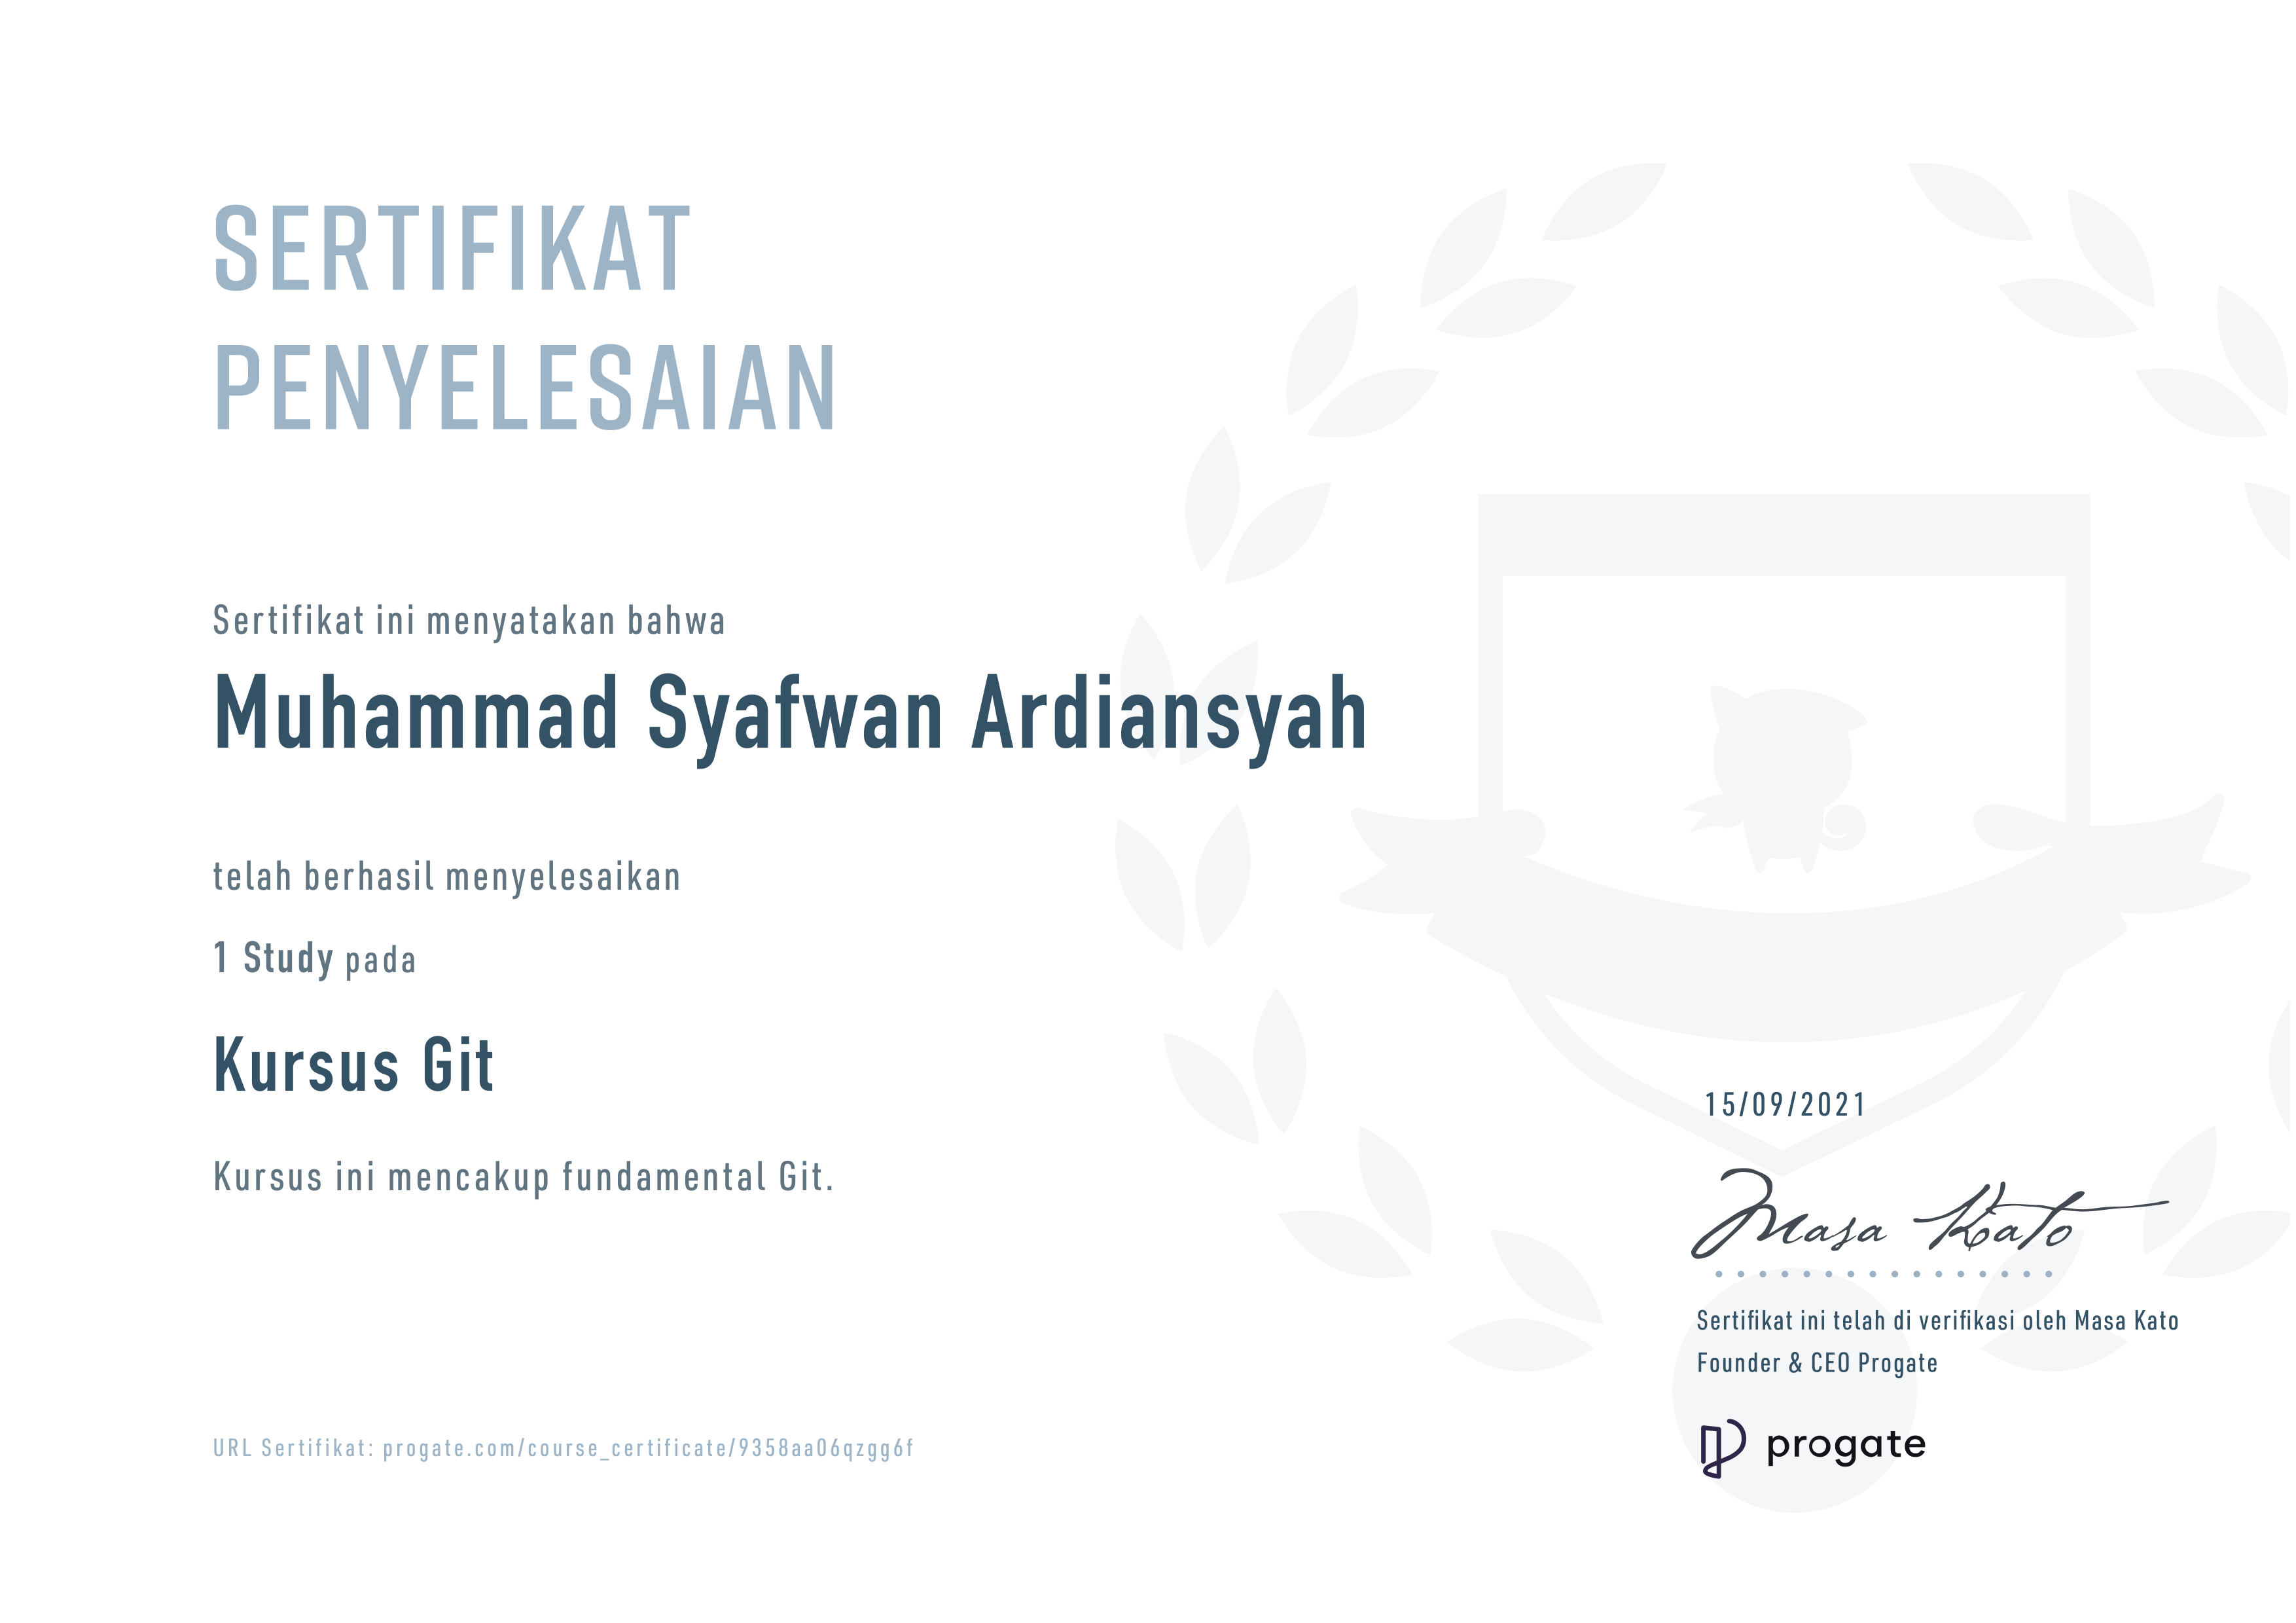 SERTIFIKAT
PENYELESAIAN
Sertifikat ini menyatakan bahwa
Muhammad Syafwan Ardiansyah
telah berhasil menyelesaikan
1 Study pada
Kursus Git
Kursus ini mencakup fundamental Git.
15/09/2021
Masa Kato
Sertifikat ini telah di verifikasi oleh Masa Kato
Founder & CEO Progate
progate
URL Sertifikat: progate.com/course_certificate/9358aa06qzgg6f